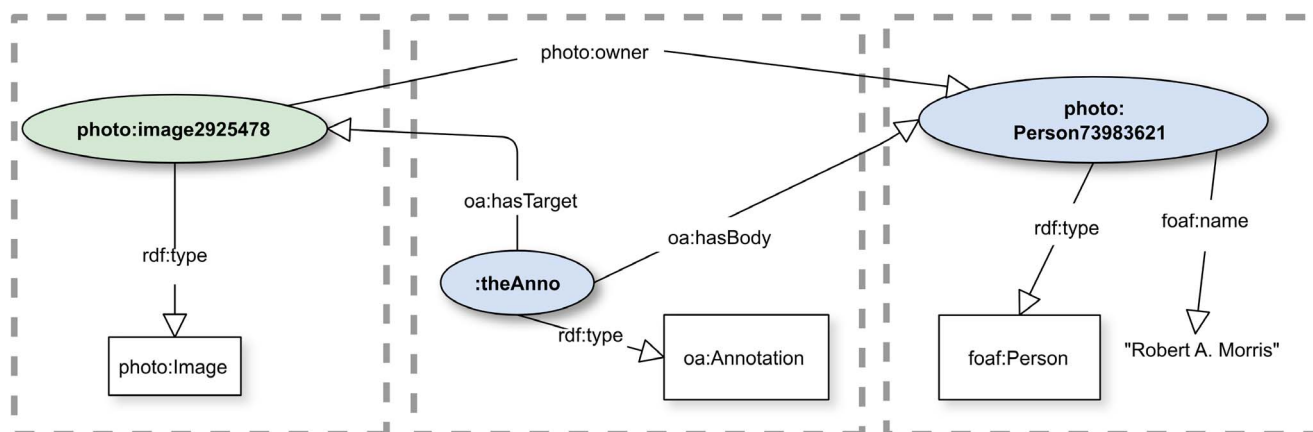 photo:owner
photo:image2925478
photo:
Person73983621
oa:hasTarget
foaf:name
rdf:type
oa:hasBody
rdf:type
:theAnno
rdf:type
photo:Image
oa:Annotation
foaf:Person
"Robert A. Morris"